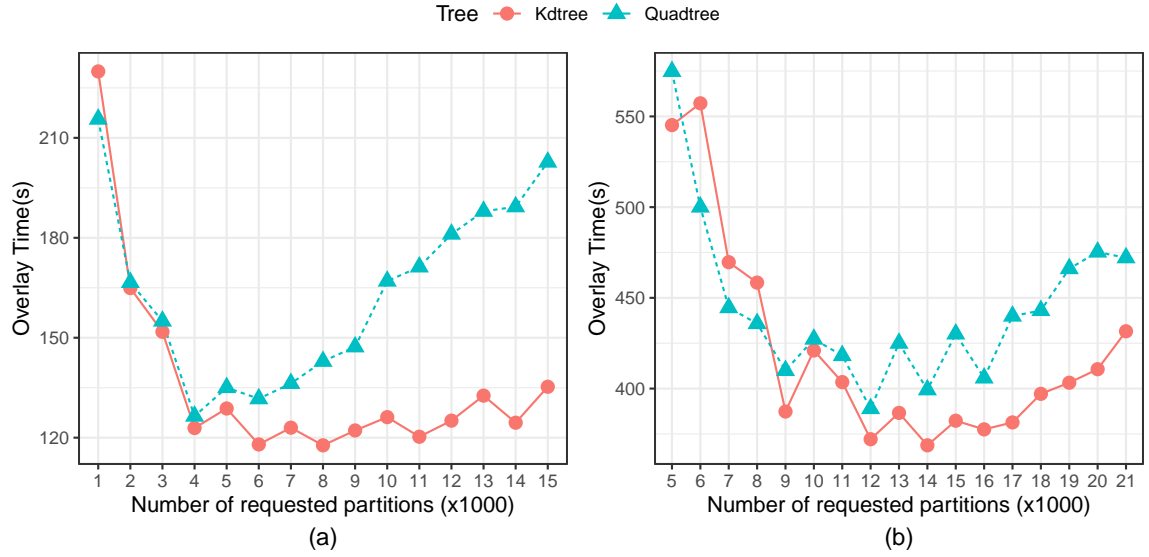 Tree Kdtree Quadtree
Overlay Time(s)
210
180
150
120
1 2 3 4 5 6 7 8 9 10 11 12 13 14 15
Number of requested partitions (x1000)
(a)
Overlay Time(s)
550
500
450
400
5 6 7 8 9 10 11 12 13 14 15 16 17 18 19 20 21
Number of requested partitions (x1000)
(b)